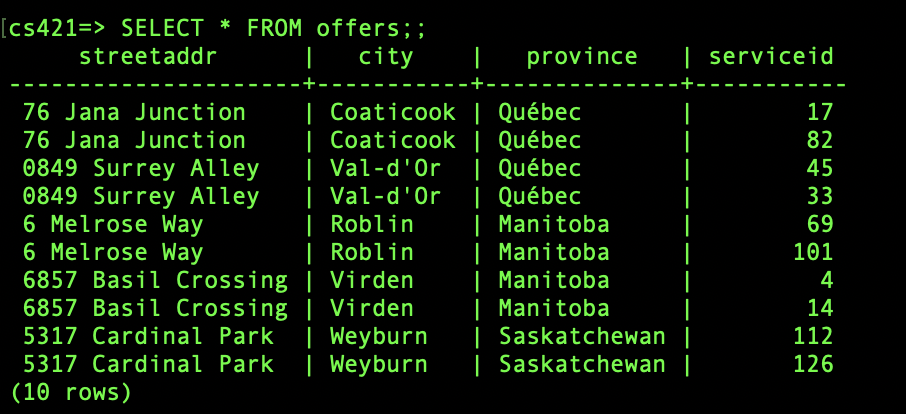 [cs421=> SELECT * FROM offers;;
     streetaddr      |    city    |   province   | serviceid
---------------------+-----------+--------------+-----------
 76 Jana Junction    | Coaticook | Québec       |        17
 76 Jana Junction    | Coaticook | Québec       |        82
 0849 Surrey Alley   | Val-d'Or  | Québec       |        45
 0849 Surrey Alley   | Val-d'Or  | Québec       |        33
 6 Melrose Way       | Roblin    | Manitoba     |        69
 6 Melrose Way       | Roblin    | Manitoba     |       101
 6857 Basil Crossing | Virden    | Manitoba     |         4
 6857 Basil Crossing | Virden    | Manitoba     |        14
 5317 Cardinal Park  | Weyburn   | Saskatchewan |       112
 5317 Cardinal Park  | Weyburn   | Saskatchewan |       126
(10 rows)